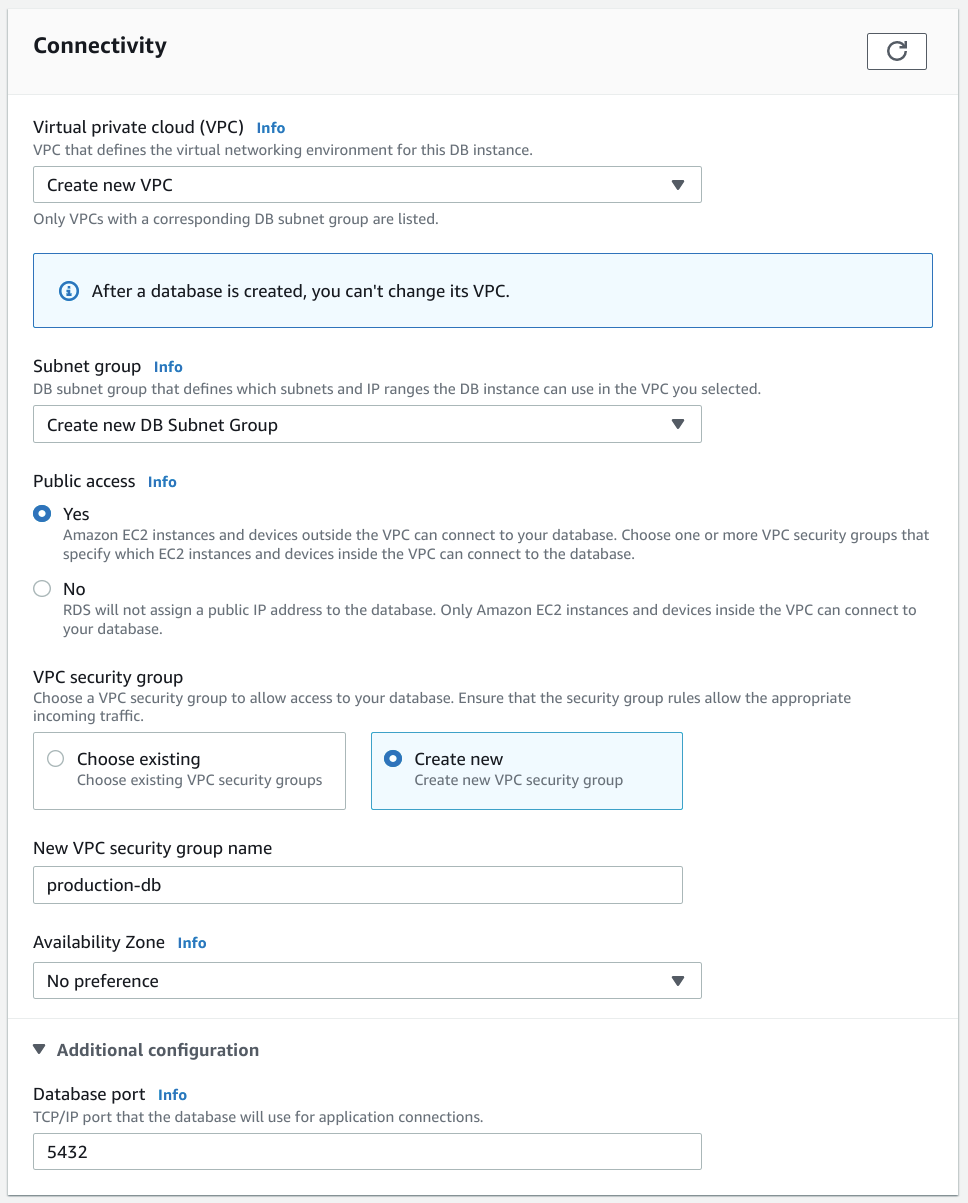 Connectivity
Virtual private cloud (VPC) Info
VPC that defines the virtual networking environment for this DB instance.
Create new VPC
Only VPCs with a corresponding DB subnet group are listed.
After a database is created, you can't change its VPC.
Subnet group Info
DB subnet group that defines which subnets and IP ranges the DB instance can use in the VPC you selected.
Create new DB Subnet Group
Public access Info
Yes
Amazon EC2 instances and devices outside the VPC can connect to your database. Choose one or more VPC security groups that
specify which EC2 instances and devices inside the VPC can connect to the database.
No
RDS will not assign a public IP address to the database. Only Amazon EC2 instances and devices inside the VPC can connect to
your database.
VPC security group
Choose a VPC security group to allow access to your database. Ensure that the security group rules allow the appropriate
incoming traffic.
Choose existing
Choose existing VPC security groups
Create new
Create new VPC security group
New VPC security group name
production-db
Availability Zone Info
No preference
Additional configuration
Database port Info
TCP/IP port that the database will use for application connections.
5432